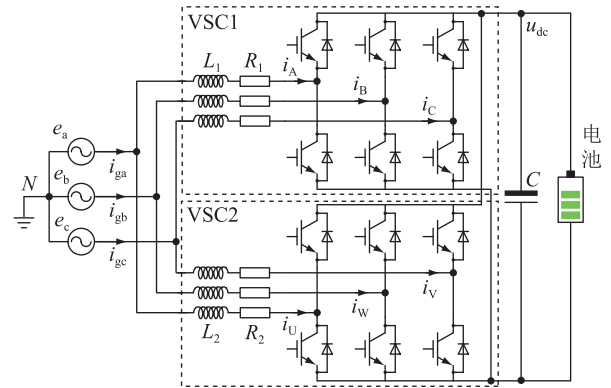 VSC1
u_dc
L_1 R_1 i_A
i_B
i_C
e_a
i_ga
N e_b
i_gb
e_c
i_gc
C
电池
VSC2
i_V
i_W
L_2 R_2 i_U